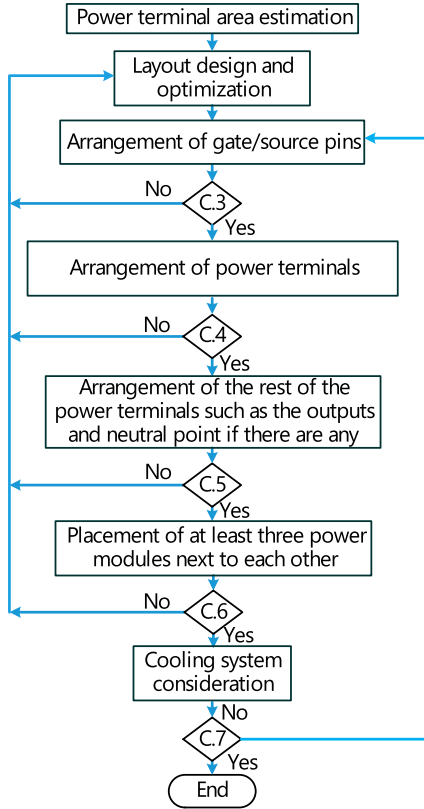 Power terminal area estimation
Layout design and
optimization
Arrangement of gate/source pins
No
C.3
Yes
Arrangement of power terminals
No
C.4
Yes
Arrangement of the rest of the
power terminals such as the outputs
and neutral point if there are any
No
C.5
Yes
Placement of at least three power
modules next to each other
No
C.6
Yes
Cooling system
consideration
No
C.7
Yes
End